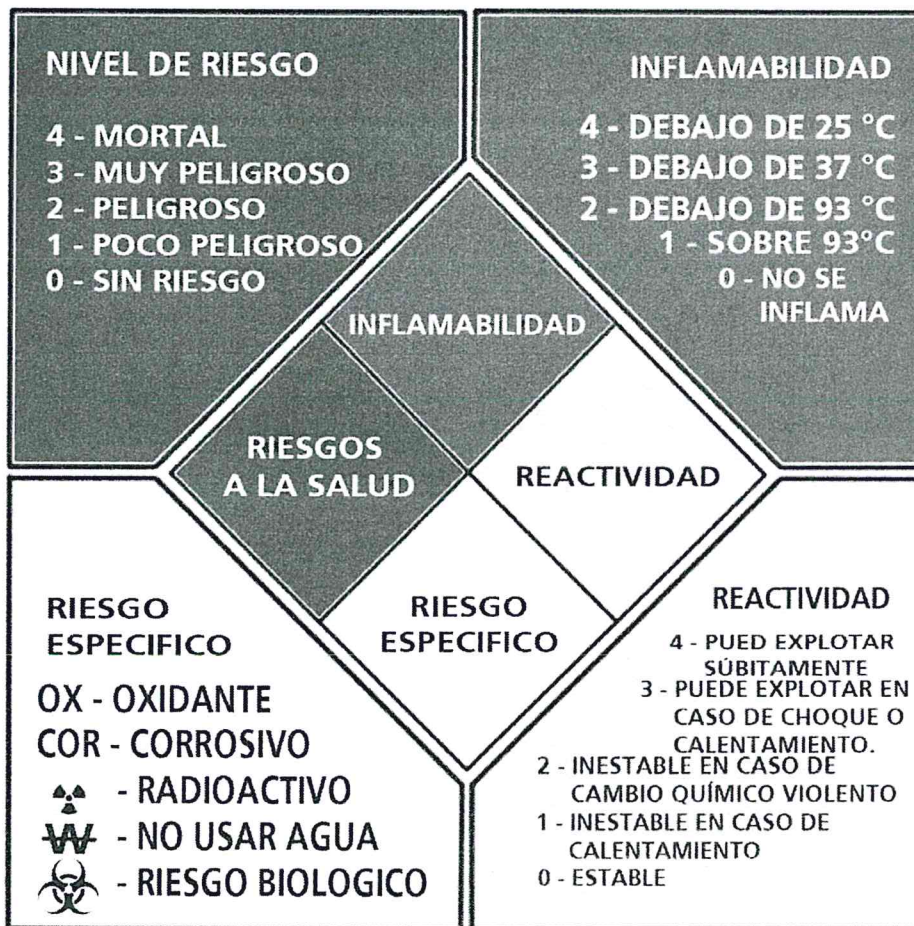 NIVEL DE RIESGO
4 - MORTAL
3 - MUY PELIGROSO
2 - PELIGROSO
1 - POCO PELIGROSO
0 - SIN RIESGO
INFLAMABILIDAD
4 - DEBAJO DE 25 °C
3 - DEBAJO DE 37 °C
2 - DEBAJO DE 93 °C
1 - SOBRE 93°C
0 - NO SE
INFLAMA
INFLAMABILIDAD
RIESGOS
A LA SALUD
REACTIVIDAD
RIESGO
ESPECIFICO
RIESGO
ESPECIFICO
OX - OXIDANTE
COR - CORROSIVO
- RADIOACTIVO
W - NO USAR AGUA
- RIESGO BIOLOGICO
REACTIVIDAD
4 - PUED EXPLOTAR
SÚBITAMENTE
3 - PUEDE EXPLOTAR EN
CASO DE CHOQUE O
CALENTAMIENTO.
2 - INESTABLE EN CASO DE
CAMBIO QUÍMICO VIOLENTO
1 - INESTABLE EN CASO DE
CALENTAMIENTO
0 - ESTABLE